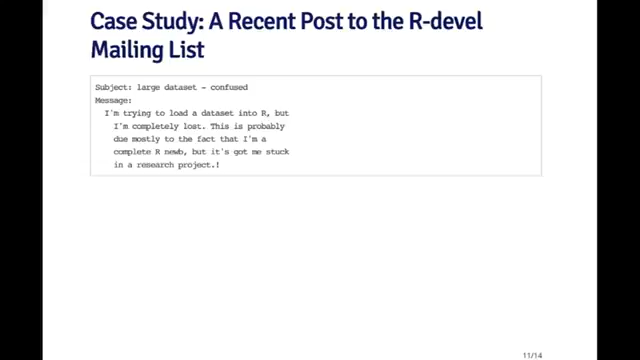 Case Study: A Recent Post to the R-devel
Mailing List
Subject: large dataset - confused
Message:
I'm trying to load a dataset into R, but
I'm completely lost. This is probably
due mostly to the fact that I'm a
complete R newb, but it's got me stuck
in a research project.!
11/14